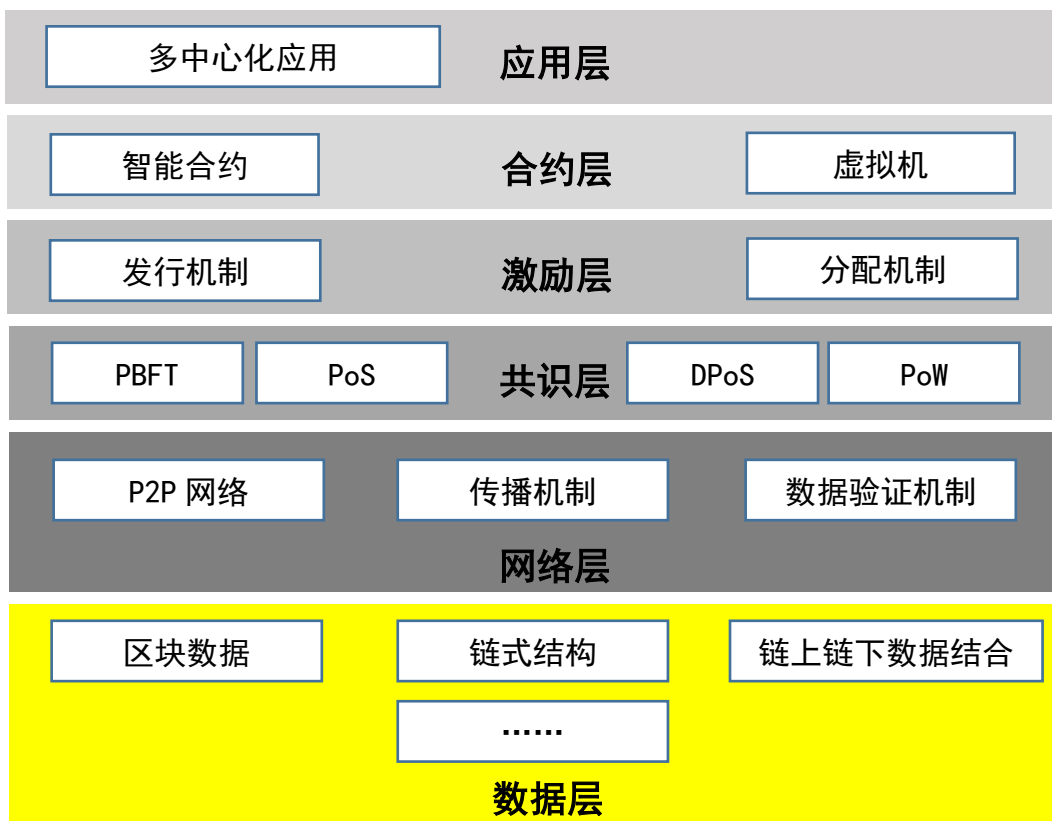 多中心化应用
应用层
智能合约
合约层
虚拟机
发行机制
激励层
分配机制
PBFT
PoS
共识层
DPoS
PoW
P2P 网络
传播机制
数据验证机制
网络层
区块数据
链式结构
链上链下数据结合
……
数据层